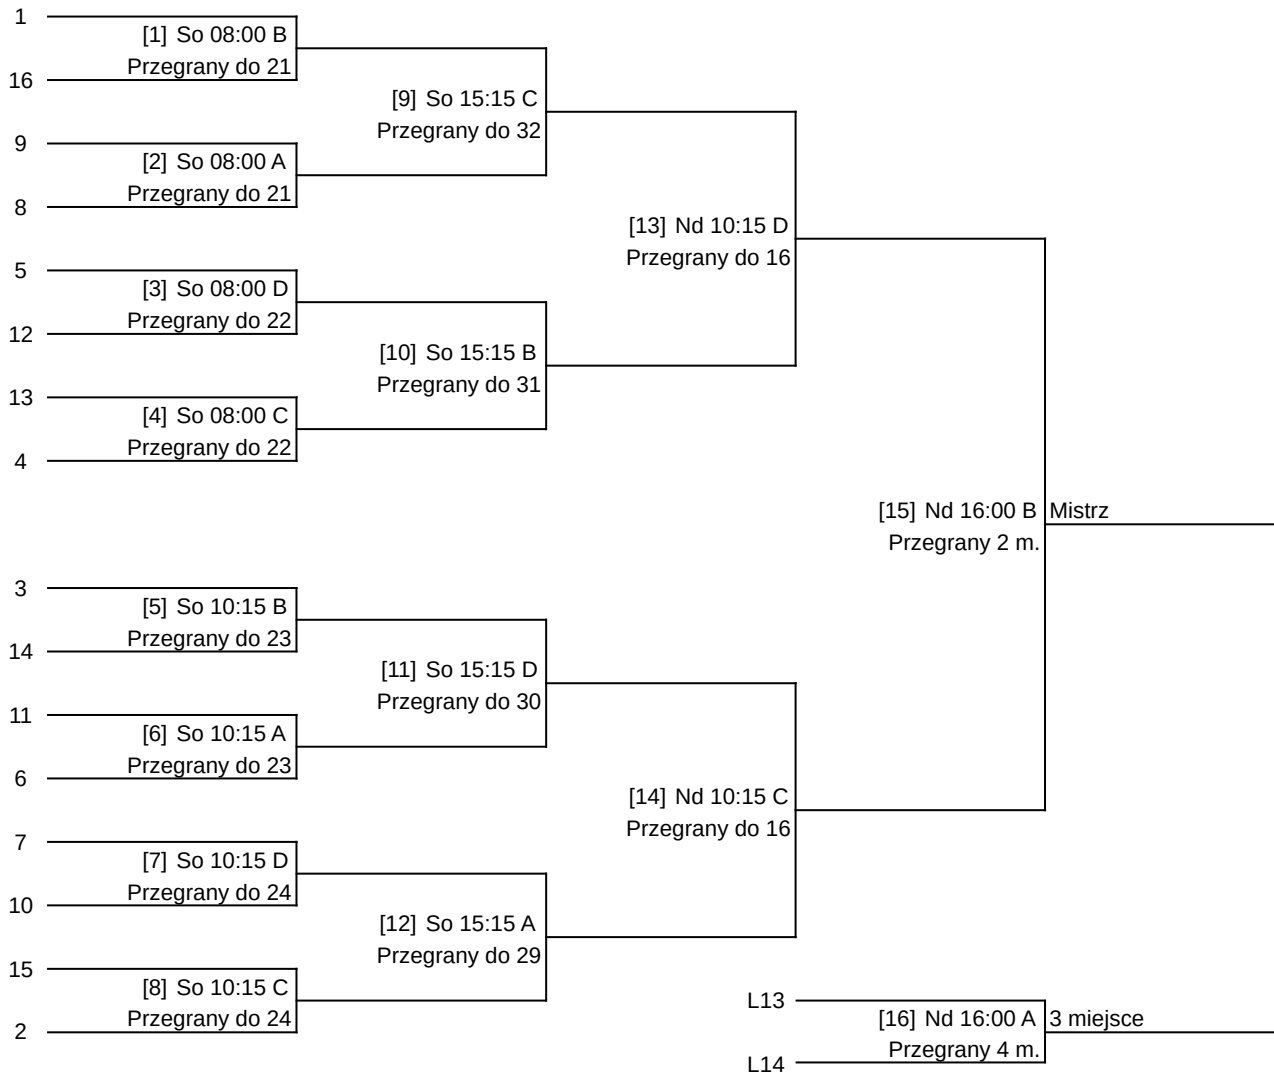 1
[1] So 08:00 B
Przegrany do 21
16
[9] So 15:15 C
Przegrany do 32
9
[2] So 08:00 A
Przegrany do 21
8
[13] Nd 10:15 D
Przegrany do 16
5
[3] So 08:00 D
Przegrany do 22
12
[10] So 15:15 B
Przegrany do 31
13
[4] So 08:00 C
Przegrany do 22
4
[15] Nd 16:00 B Mistrz
Przegrany 2 m.
3
[5] So 10:15 B
Przegrany do 23
14
[11] So 15:15 D
Przegrany do 30
11
[6] So 10:15 A
Przegrany do 23
6
[14] Nd 10:15 C
Przegrany do 16
7
[7] So 10:15 D
Przegrany do 24
10
[12] So 15:15 A
Przegrany do 29
15
[8] So 10:15 C
Przegrany do 24
2
L13
[16] Nd 16:00 A 3 miejsce
Przegrany 4 m.
L14